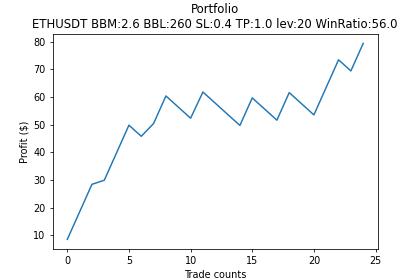 Portfolio
ETHUSDT BBM:2.6 BBL:260 SL:0.4 TP:1.0 lev:20 WinRatio:56.0
80
70
60
50
40
30
20
10
Profit ($)
0 5 10 15 20 25
Trade counts